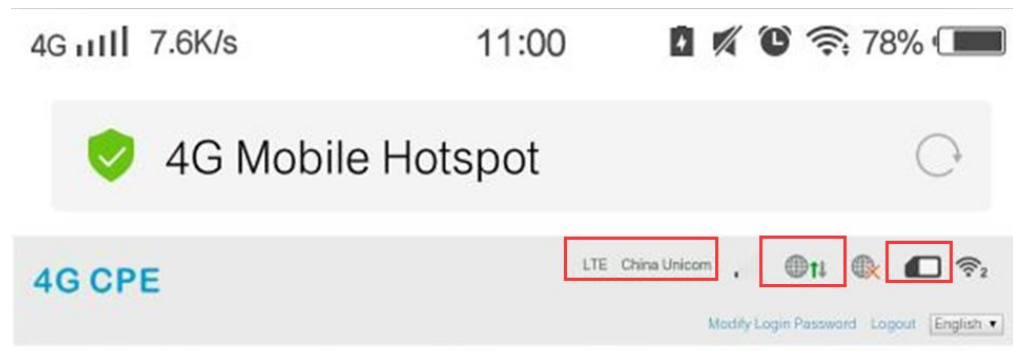 4G 7.6K/s 11:00 78%
4G Mobile Hotspot
4G CPE LTE China Unicom 2
Modify Login Password Logout English